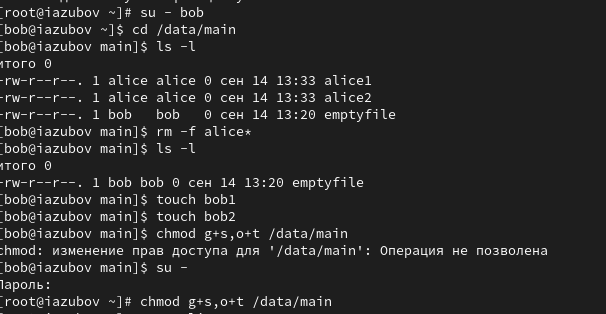 [root@iazubov ~]# su - bob
[bob@iazubov ~]$ cd /data/main
[bob@iazubov main]$ ls -l
итого 0
-rw-r--r--. 1 alice alice 0 сен 14 13:33 alice1
-rw-r--r--. 1 alice alice 0 сен 14 13:33 alice2
-rw-r--r--. 1 bob   bob   0 сен 14 13:20 emptyfile
[bob@iazubov main]$ rm -f alice*
[bob@iazubov main]$ ls -l
итого 0
-rw-r--r--. 1 bob bob 0 сен 14 13:20 emptyfile
[bob@iazubov main]$ touch bob1
[bob@iazubov main]$ touch bob2
[bob@iazubov main]$ chmod g+s,o+t /data/main
chmod: изменение прав доступа для '/data/main': Операция не позволена
[bob@iazubov main]$ su -
Пароль:
[root@iazubov ~]# chmod g+s,o+t /data/main